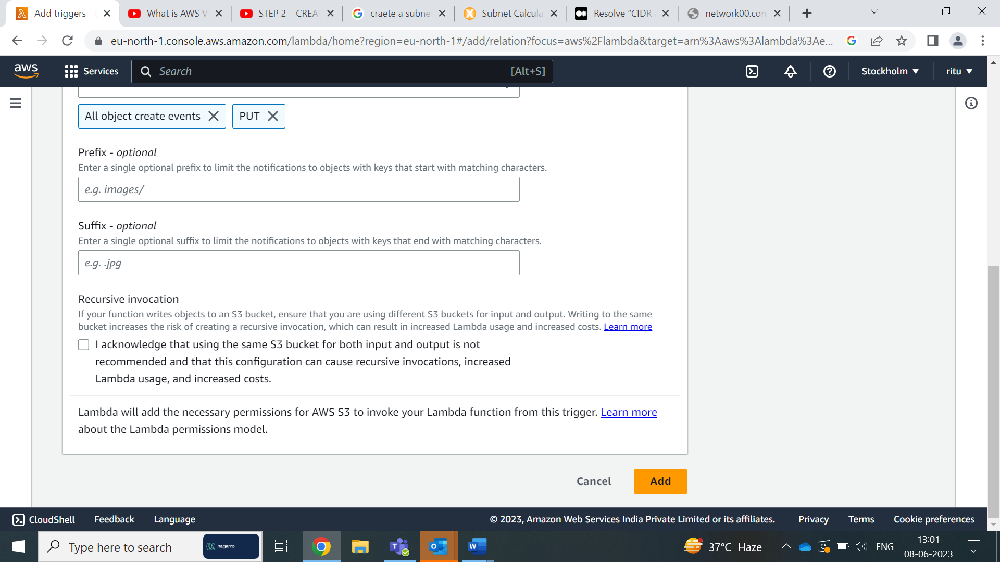 Add triggers -
What is AWS V
STEP 2 – CREAT
craete a subne
Subnet Calcula
Resolve “CIDR
network00.com
eu-north-1.console.aws.amazon.com/lambda/home?region=eu-north-1#/add/relation?focus=aws%2Flambda&target=arn%3Aaws%3Alambda%3Ae...
aws
Services
Search
[Alt+S]
Stockholm
ritu
All object create events
PUT
Prefix - optional
Enter a single optional prefix to limit the notifications to objects with keys that start with matching characters.
e.g. images/
Suffix - optional
Enter a single optional suffix to limit the notifications to objects with keys that end with matching characters.
e.g. .jpg
Recursive invocation
If your function writes objects to an S3 bucket, ensure that you are using different S3 buckets for input and output. Writing to the same
bucket increases the risk of creating a recursive invocation, which can result in increased Lambda usage and increased costs. Learn more
I acknowledge that using the same S3 bucket for both input and output is not
recommended and that this configuration can cause recursive invocations, increased
Lambda usage, and increased costs.
Lambda will add the necessary permissions for AWS S3 to invoke your Lambda function from this trigger. Learn more
about the Lambda permissions model.
Cancel
Add
CloudShell
Feedback
Language
© 2023, Amazon Web Services India Private Limited or its affiliates.
Privacy
Terms
Cookie preferences
Type here to search
nagarro
37°C Haze
ENG
13:01
08-06-2023